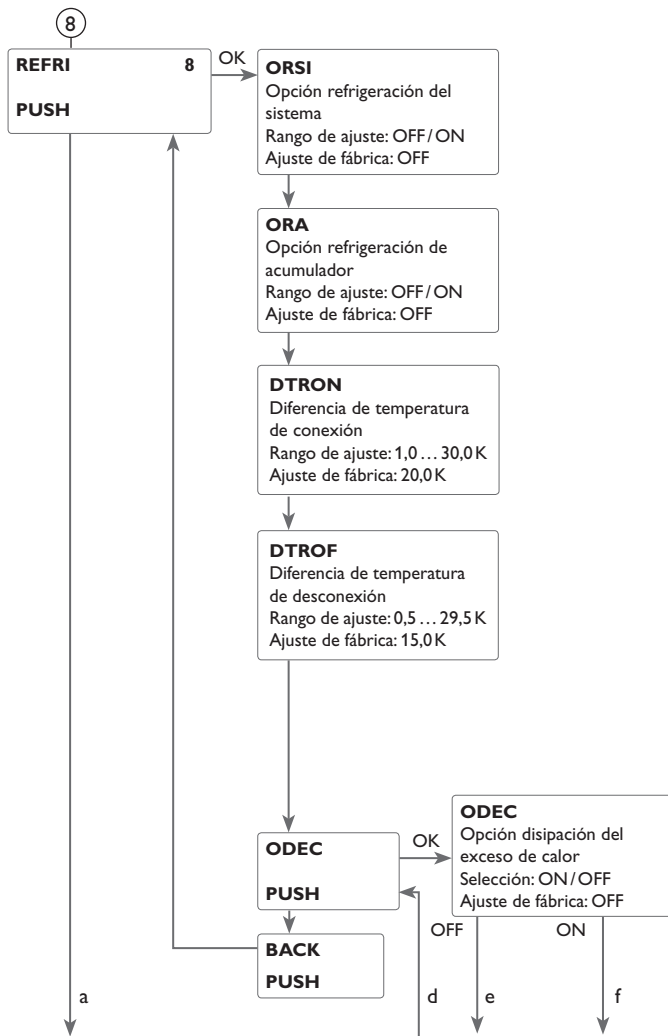 8
REFRI 8
PUSH
OK
ORSI
Opción refrigeración del
sistema
Rango de ajuste: OFF/ON
Ajuste de fábrica: OFF
ORA
Opción refrigeración de
acumulador
Rango de ajuste: OFF/ON
Ajuste de fábrica: OFF
DTRON
Diferencia de temperatura
de conexión
Rango de ajuste: 1,0 … 30,0 K
Ajuste de fábrica: 20,0 K
DTROF
Diferencia de temperatura
de desconexión
Rango de ajuste: 0,5 … 29,5 K
Ajuste de fábrica: 15,0 K
ODEC
PUSH
OK
ODEC
Opción disipación del
exceso de calor
Selección: ON/OFF
Ajuste de fábrica: OFF
OFF ON
BACK
PUSH
a d e f